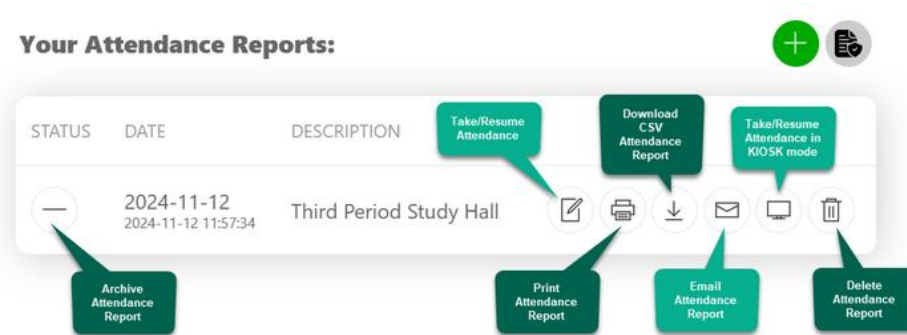 Your Attendance Reports:
STATUS
DATE
DESCRIPTION
Take/Resume
Attendance
Download
CSV
Attendance
Report
Take/Resume
Attendance in
KIOSK mode
2024-11-12
2024-11-12 11:57:34
Third Period Study Hall
Archive
Attendance
Report
Print
Attendance
Report
Email
Attendance
Report
Delete
Attendance
Report